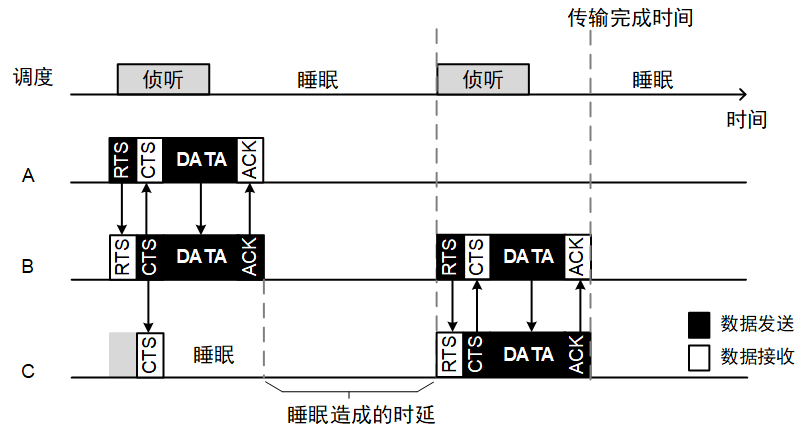 传输完成时间
调度
侦听
睡眠
侦听
睡眠
时间
A
RTS
CTS
DATA
ACK
B
RTS
CTS
DATA
ACK
RTS
CTS
DATA
ACK
C
CTS
睡眠
RTS
CTS
DATA
ACK
数据发送
数据接收
睡眠造成的时延